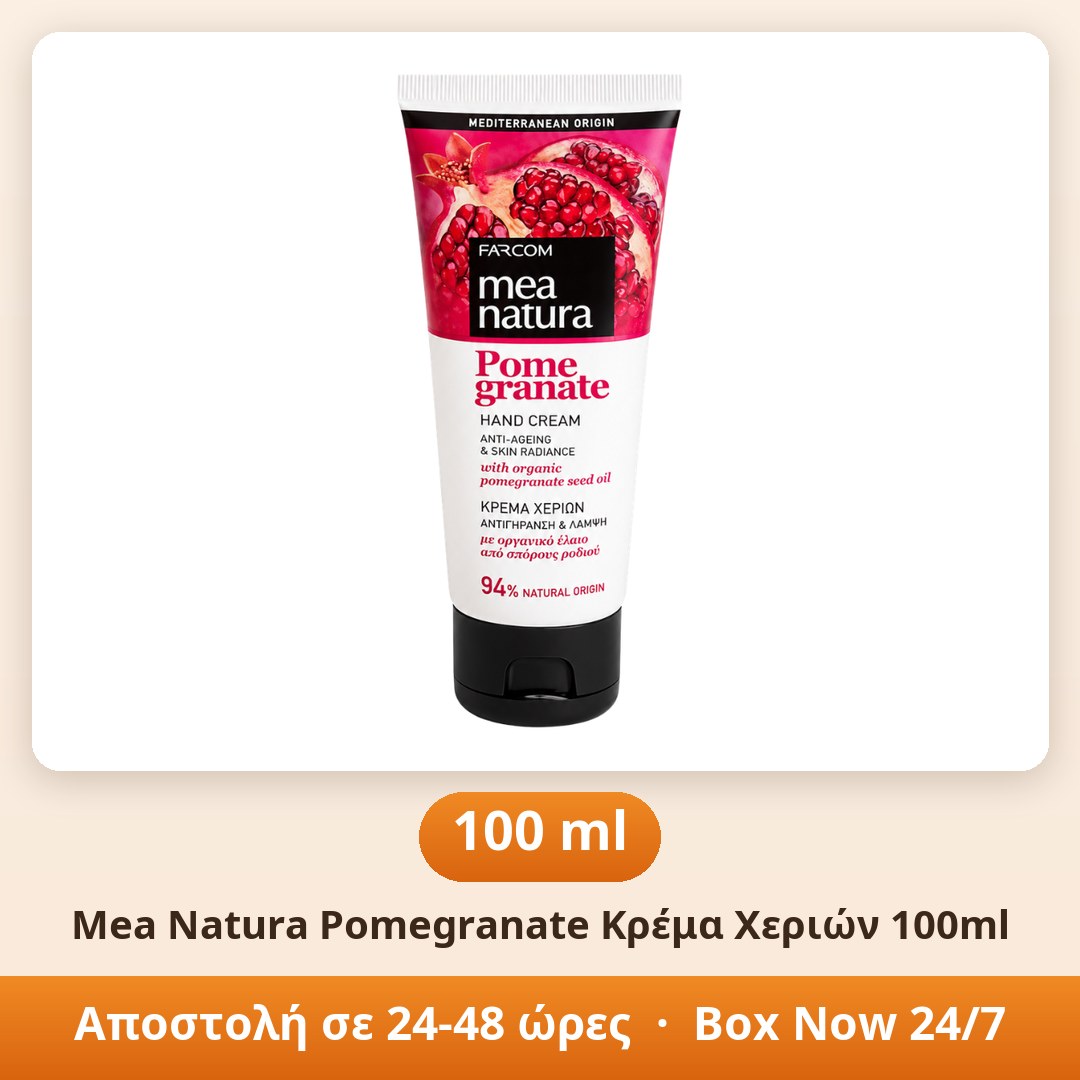 MEDITERRANEAN ORIGIN
FARCOM
mea
natura
Pome
granate
HAND CREAM
ANTI-AGEING
& SKIN RADIANCE
with organic
pomegranate seed oil
ΚΡΕΜΑ ΧΕΡΙΩΝ
ΑΝΤΙΓΗΡΑΝΣΗ & ΛΑΜΨΗ
με οργανικό έλαιο
από σπόρους ροδιού
94% NATURAL ORIGIN
100 ml
Mea Natura Pomegranate Κρέμα Χεριών 100ml
Αποστολή σε 24-48 ώρες · Box Now 24/7